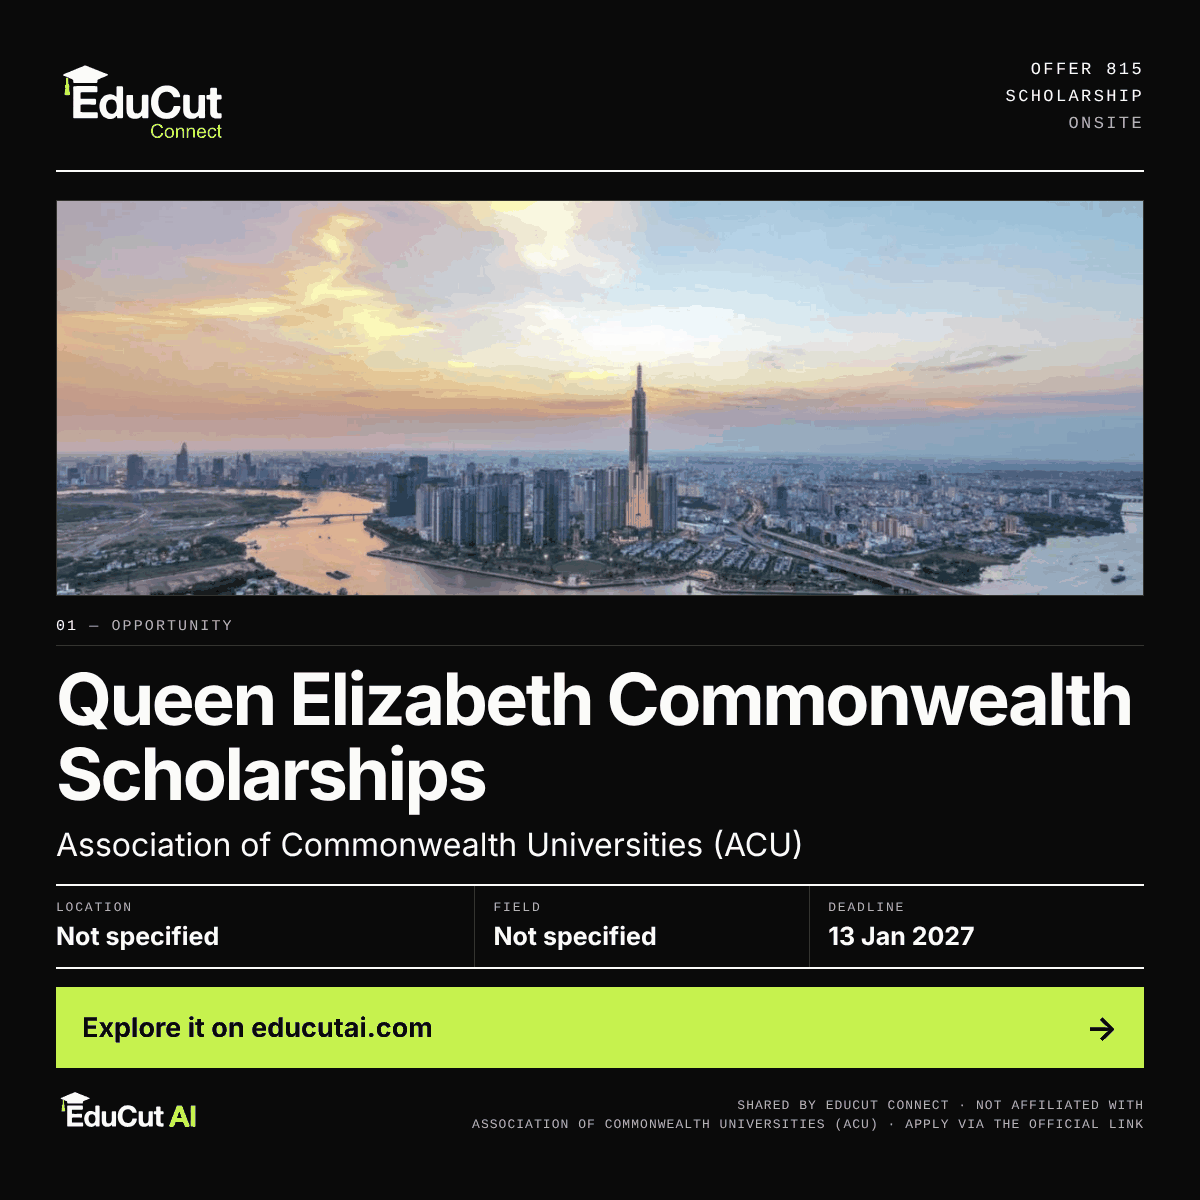 EduCut
Connect
OFFER 815
SCHOLARSHIP
ONSITE
01 — OPPORTUNITY
Queen Elizabeth Commonwealth
Scholarships
Association of Commonwealth Universities (ACU)
LOCATION
Not specified
FIELD
Not specified
DEADLINE
13 Jan 2027
Explore it on educutai.com →
EduCut AI
SHARED BY EDUCUT CONNECT · NOT AFFILIATED WITH
ASSOCIATION OF COMMONWEALTH UNIVERSITIES (ACU) · APPLY VIA THE OFFICIAL LINK